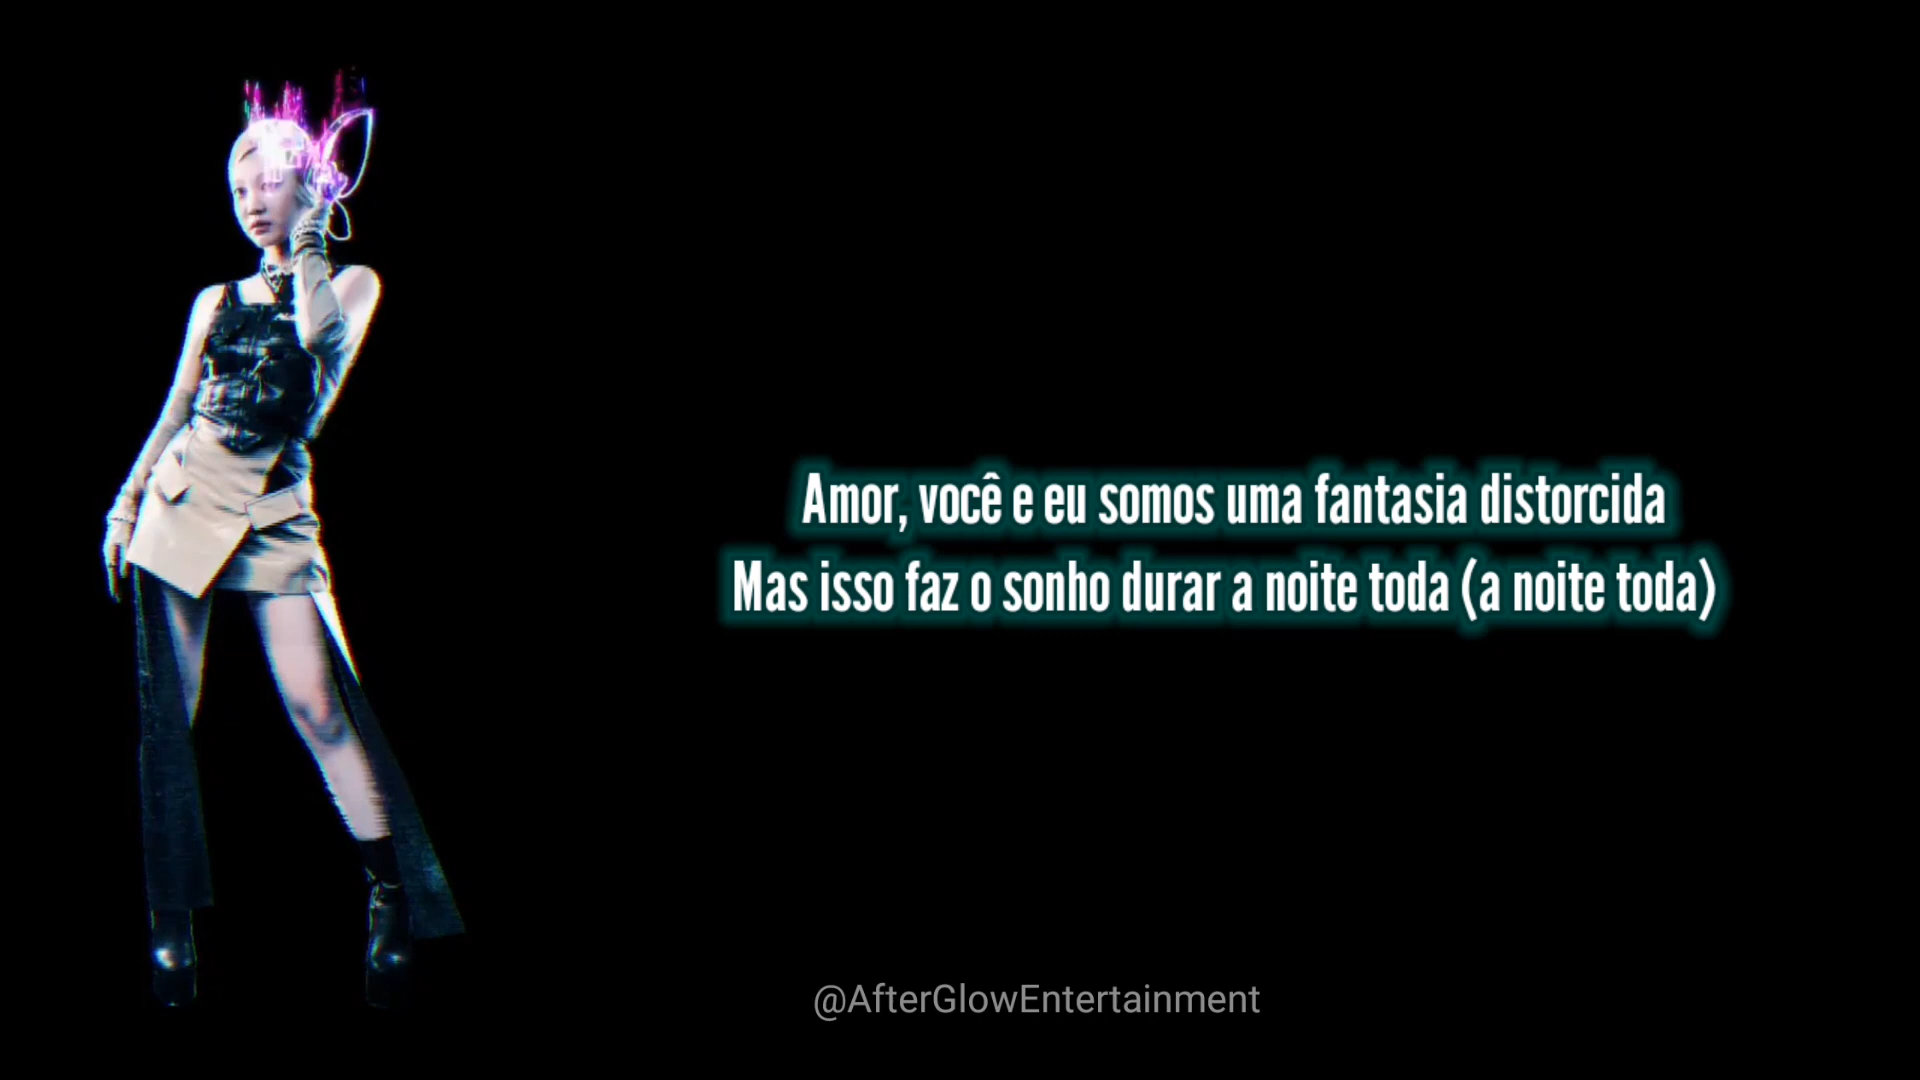 Amor, você e eu somos uma fantasia distorcida
Mas isso faz o sonho durar a noite toda (a noite toda)
@AfterGlowEntertainment